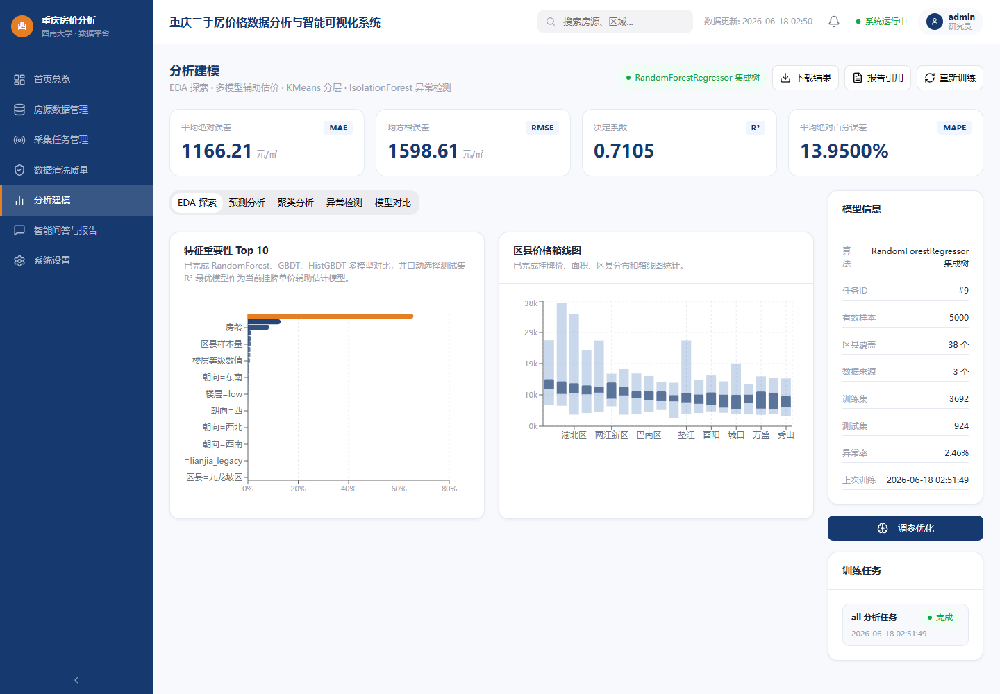 西
重庆房价分析
西南大学 · 数据平台
首页总览
房源数据管理
采集任务管理
数据清洗质量
分析建模
智能问答与报告
系统设置
重庆二手房价格数据分析与智能可视化系统
搜索房源、区域...
数据更新: 2026-06-18 02:50
系统运行中
admin
研究员
分析建模
EDA 探索 · 多模型辅助估价 · KMeans 分层 · IsolationForest 异常检测
RandomForestRegressor 集成树
下载结果
报告引用
重新训练
平均绝对误差
MAE
1166.21 元/㎡
均方根误差
RMSE
1598.61 元/㎡
决定系数
R²
0.7105
平均绝对百分误差
MAPE
13.9500%
EDA 探索
预测分析
聚类分析
异常检测
模型对比
特征重要性 Top 10
已完成 RandomForest、GBDT、HistGBDT 多模型对比，并自动选择测试集
R² 最优模型作为当前挂牌单价辅助估计模型。
房龄
区县样本量
楼层等级数值
朝向=东南
楼层=low
朝向=西
朝向=西北
朝向=西南
=lianjia_legacy
区县=九龙坡区
0%
20%
40%
60%
80%
区县价格箱线图
已完成挂牌价、面积、区县分布和箱线图统计。
38k
29k
19k
10k
0k
渝北区
两江新区
巴南区
垫江
酉阳
城口
万盛
秀山
模型信息
算法
RandomForestRegressor
集成树
任务ID
#9
有效样本
5000
区县覆盖
38 个
数据来源
3 个
训练集
3692
测试集
924
异常率
2.46%
上次训练
2026-06-18 02:51:49
调参优化
训练任务
all 分析任务
完成
2026-06-18 02:51:49